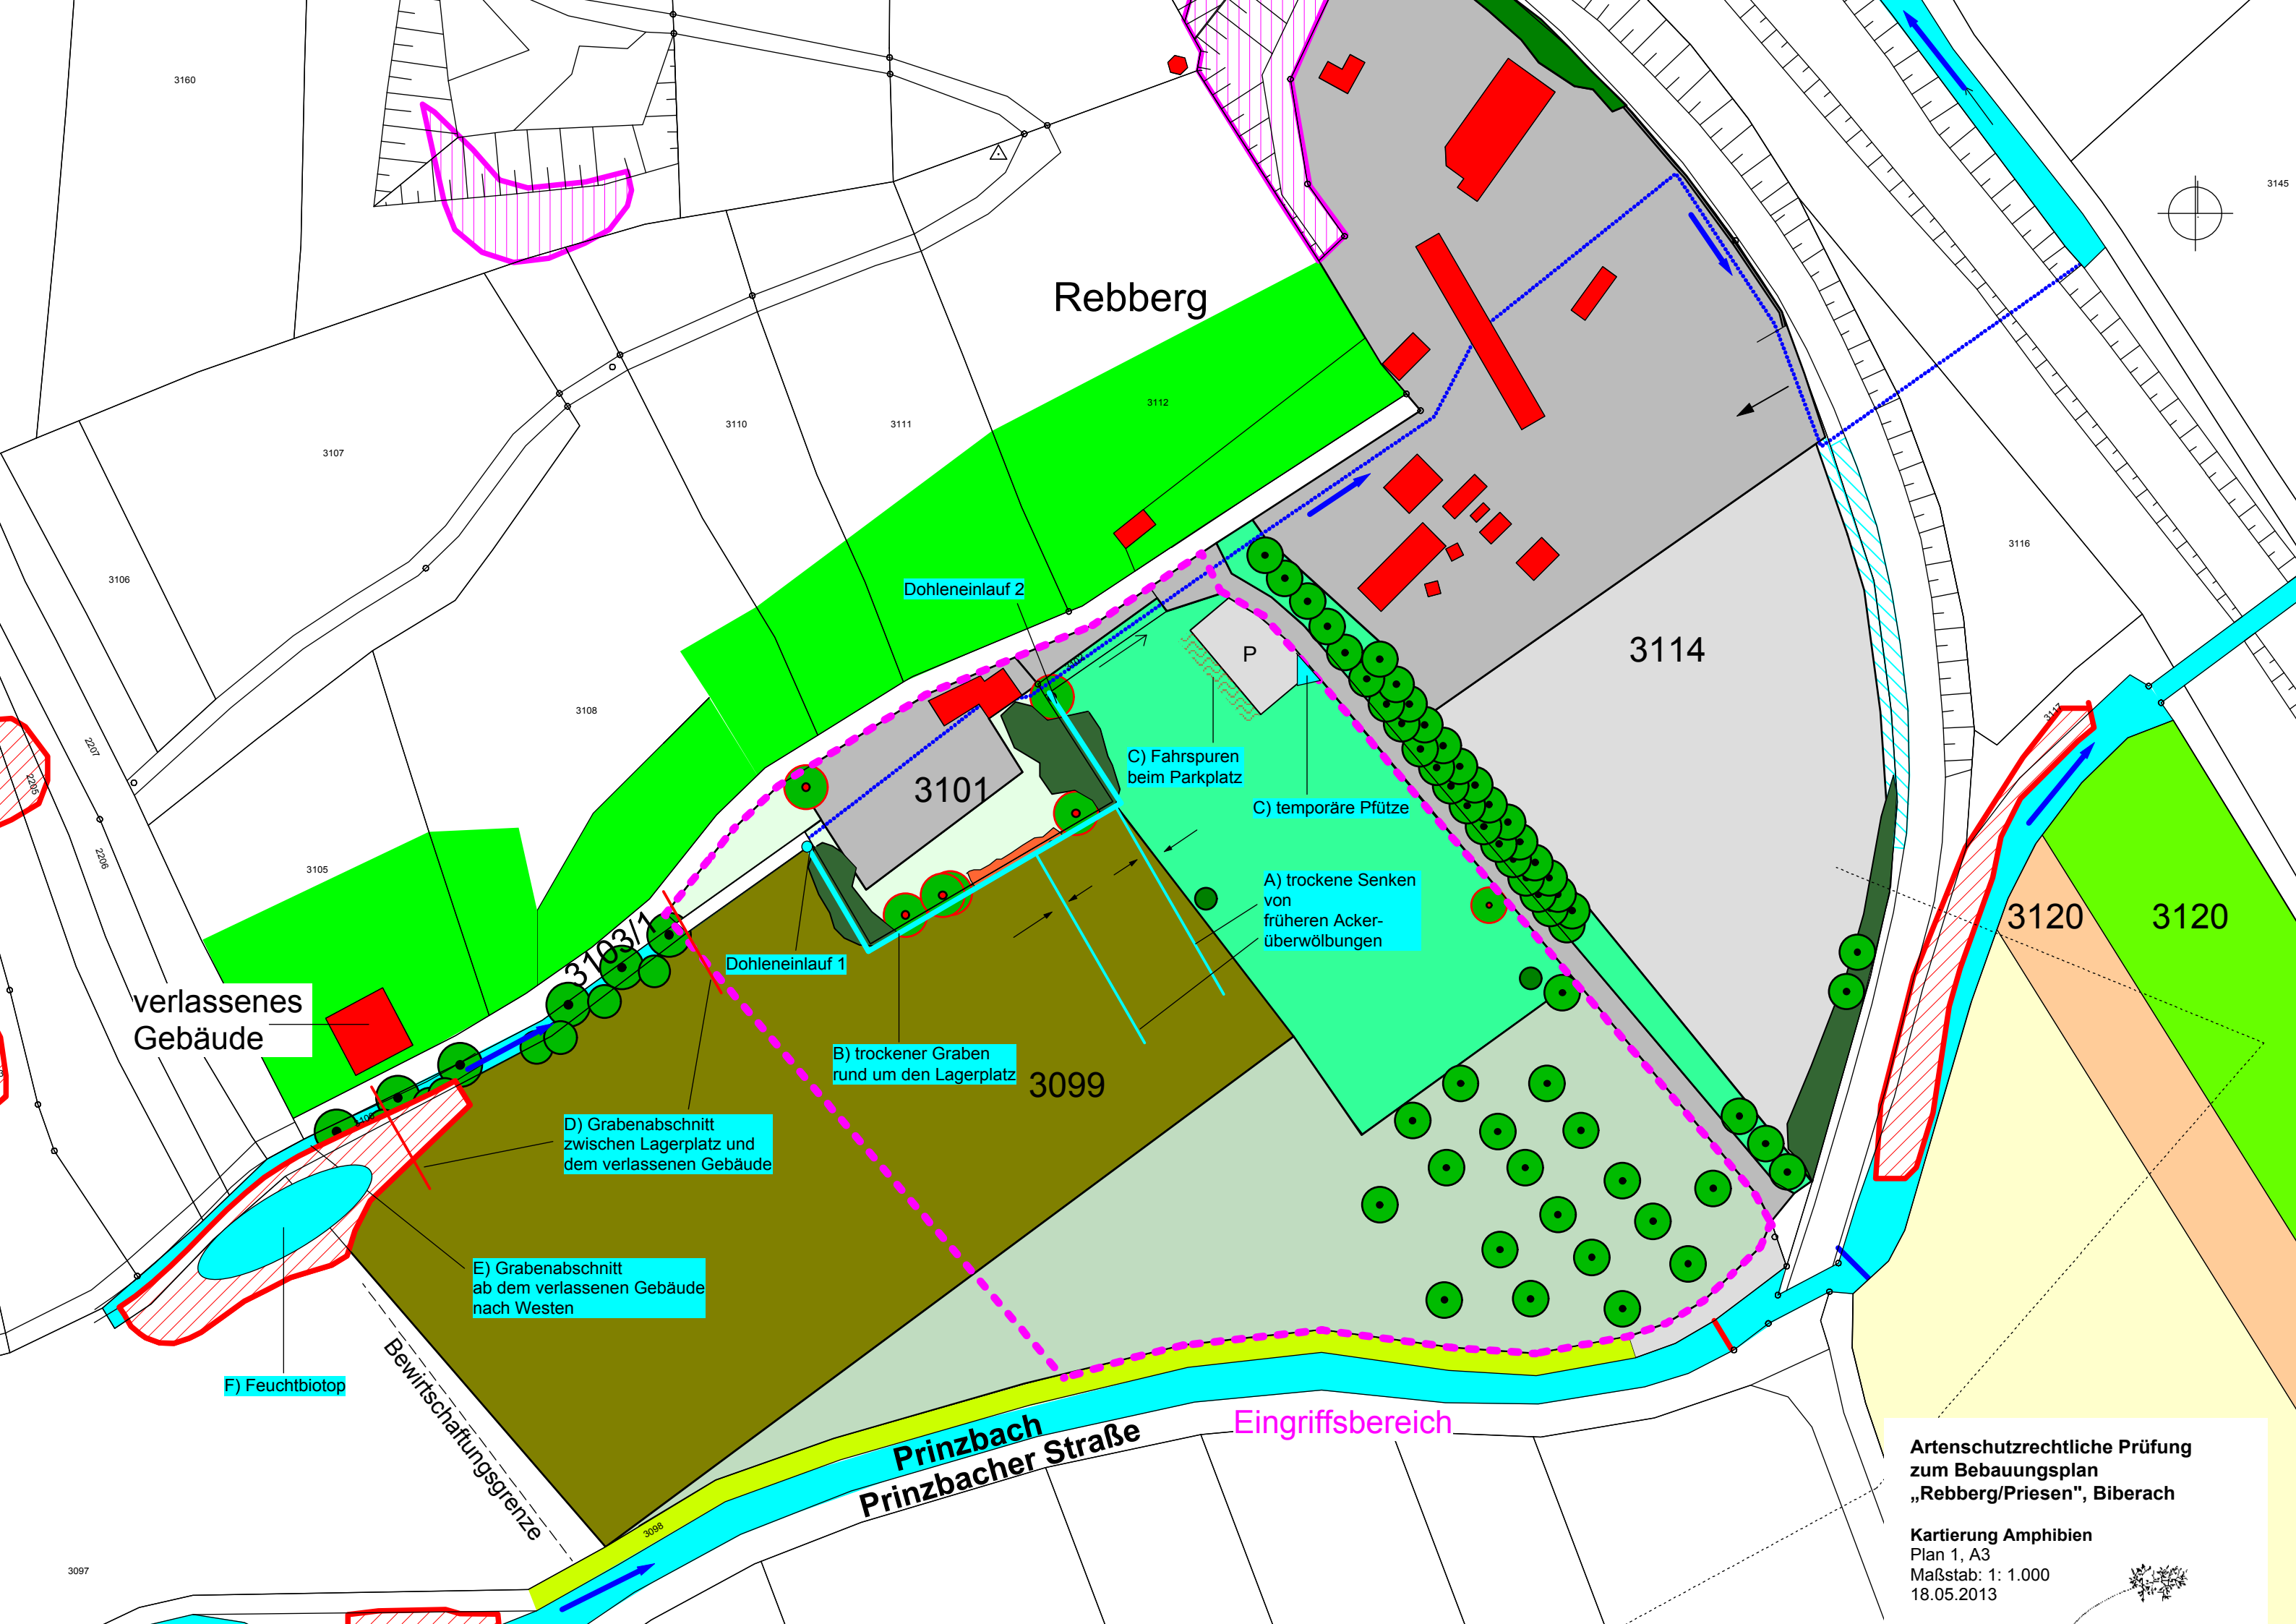 3160
3145
Rebberg
3112
3110
3111
3107
3116
3106
Dohleneinlauf 2
3114
P
3108
2207
2205
2206
C) Fahrspuren
beim Parkplatz
3101
C) temporäre Pfütze
3117
3105
A) trockene Senken
von
früheren Acker-
überwölbungen
3120
3120
3103/1
Dohleneinlauf 1
verlassenes
Gebäude
B) trockener Graben
rund um den Lagerplatz
3099
D) Grabenabschnitt
zwischen Lagerplatz und
dem verlassenen Gebäude
E) Grabenabschnitt
ab dem verlassenen Gebäude
nach Westen
F) Feuchtbiotop
Bewirtschaftungsgrenze
Prinzbach
Prinzbacher Straße
Eingriffsbereich
3098
3097
Artenschutzrechtliche Prüfung
zum Bebauungsplan
„Rebberg/Priesen", Biberach
Kartierung Amphibien
Plan 1, A3
Maßstab: 1: 1.000
18.05.2013